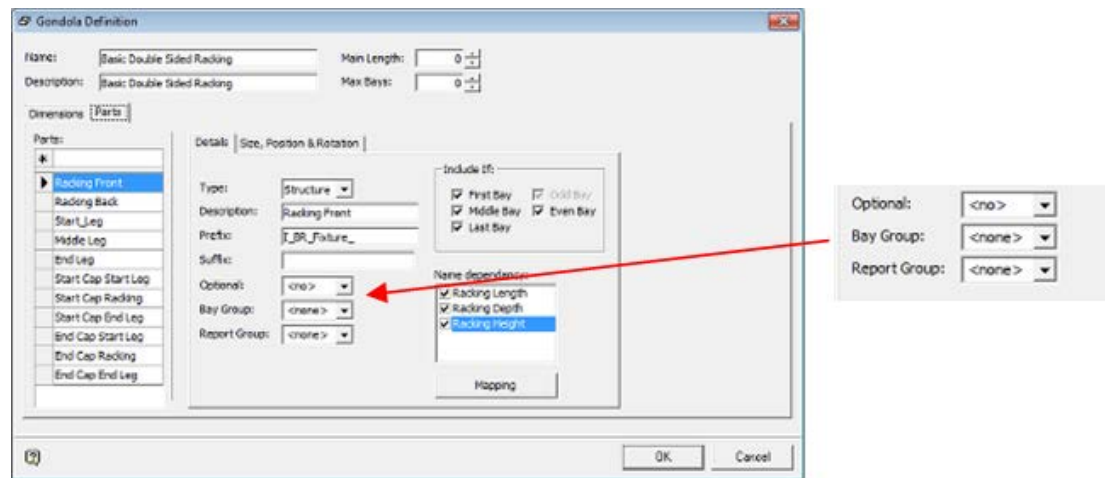 Gondola Definition
Name: Basic Double Sided Racking Main Length: 0
Description: Basic Double Sided Racking Max Bays: 0
Dimensions Parts
Parts:
*
Racking Front
Racking Back
Start_Leg
Middle Leg
End Leg
Start Cap Start Leg
Start Cap Racking
Start Cap End Leg
End Cap Start Leg
End Cap Racking
End Cap End Leg
Details Size, Position & Rotation
Type: Structure
Description: Racking Front
Prefix: I_BR_Fixture_
Suffix:
Optional: <no>
Bay Group: <none>
Report Group: <none>
Include If:
First Bay Odd Bay
Middle Bay Even Bay
Last Bay
Name dependency:
Racking Length
Racking Depth
Racking Height
Mapping
OK Cancel
Optional: <no>
Bay Group: <none>
Report Group: <none>